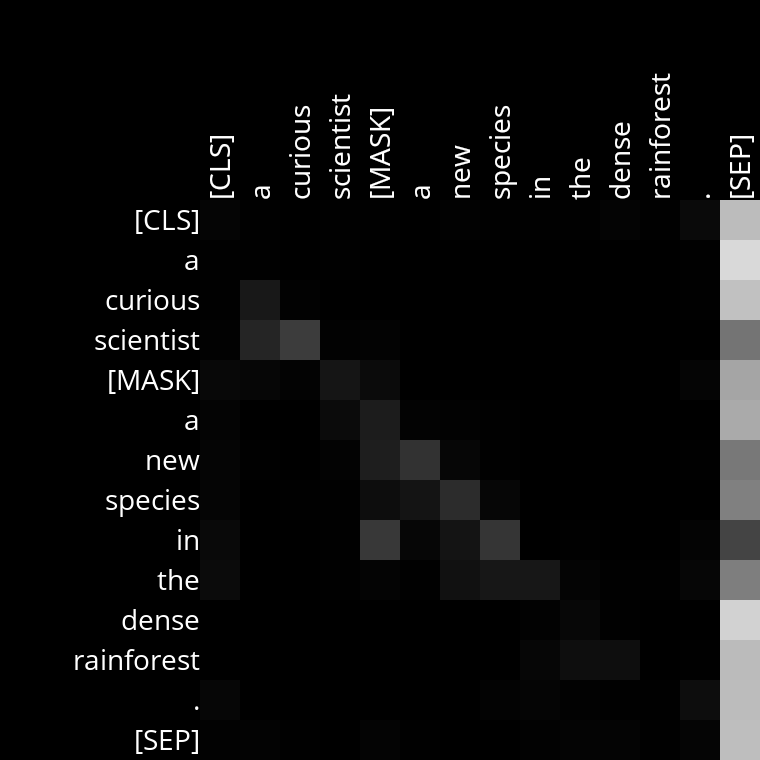 [CLS] a curious scientist [MASK] a new species in the dense rainforest . [SEP]
[CLS]
a
curious
scientist
[MASK]
a
new
species
in
the
dense
rainforest
.
[SEP]